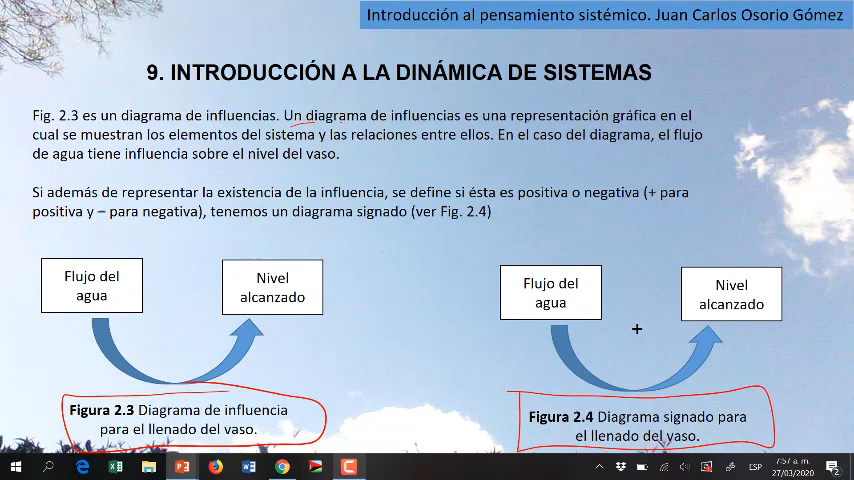 Introducción al pensamiento sistémico. Juan Carlos Osorio Gómez
9. INTRODUCCIÓN A LA DINÁMICA DE SISTEMAS
Fig. 2.3 es un diagrama de influencias. Un diagrama de influencias es una representación gráfica en el
cual se muestran los elementos del sistema y las relaciones entre ellos. En el caso del diagrama, el flujo
de agua tiene influencia sobre el nivel del vaso.
Si además de representar la existencia de la influencia, se define si ésta es positiva o negativa (+ para
positiva y – para negativa), tenemos un diagrama signado (ver Fig. 2.4)
Flujo del
agua
Nivel
alcanzado
Flujo del
agua
+
Nivel
alcanzado
Figura 2.3 Diagrama de influencia
para el llenado del vaso.
Figura 2.4 Diagrama signado para
el llenado del vaso.
ESP
7:57 a. m.
27/03/2020
2